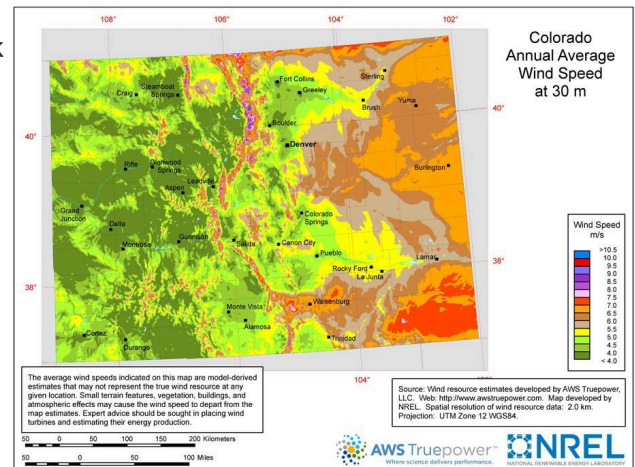 Colorado
Annual Average
Wind Speed
at 30 m
108°
106°
104°
102°
Craig
Steamboat
Springs
Fort Collins
Greeley
Sterling
Brush
Yuma
40°
40°
Boulder
Denver
Rifle
Glenwood
Springs
Leadville
Aspen
Burlington
Grand
Junction
Delta
Montrose
Gunnison
Salida
Colorado
Springs
Canon City
Pueblo
Rocky Ford
La Junta
Lamar
38°
38°
Walsenburg
Monte Vista
Alamosa
Cortez
Durango
Trinidad
104°
Wind Speed
m/s
>10.5
10.0
9.5
9.0
8.5
8.0
7.5
7.0
6.5
6.0
5.5
5.0
4.5
4.0
< 4.0
The average wind speeds indicated on this map are model-derived
estimates that may not represent the true wind resource at any
given location. Small terrain features, vegetation, buildings, and
atmospheric effects may cause the wind speed to depart from the
map estimates. Expert advice should be sought in placing wind
turbines and estimating their energy production.
Source: Wind resource estimates developed by AWS Truepower,
LLC. Web: http://www.awstruepower.com. Map developed by
NREL. Spatial resolution of wind resource data: 2.0 km.
Projection: UTM Zone 12 WGS84.
50 0 50 100 150 200 Kilometers
50 0 50 100 Miles
AWS Truepower™
Where science delivers performance.
NREL
NATIONAL RENEWABLE ENERGY LABORATORY